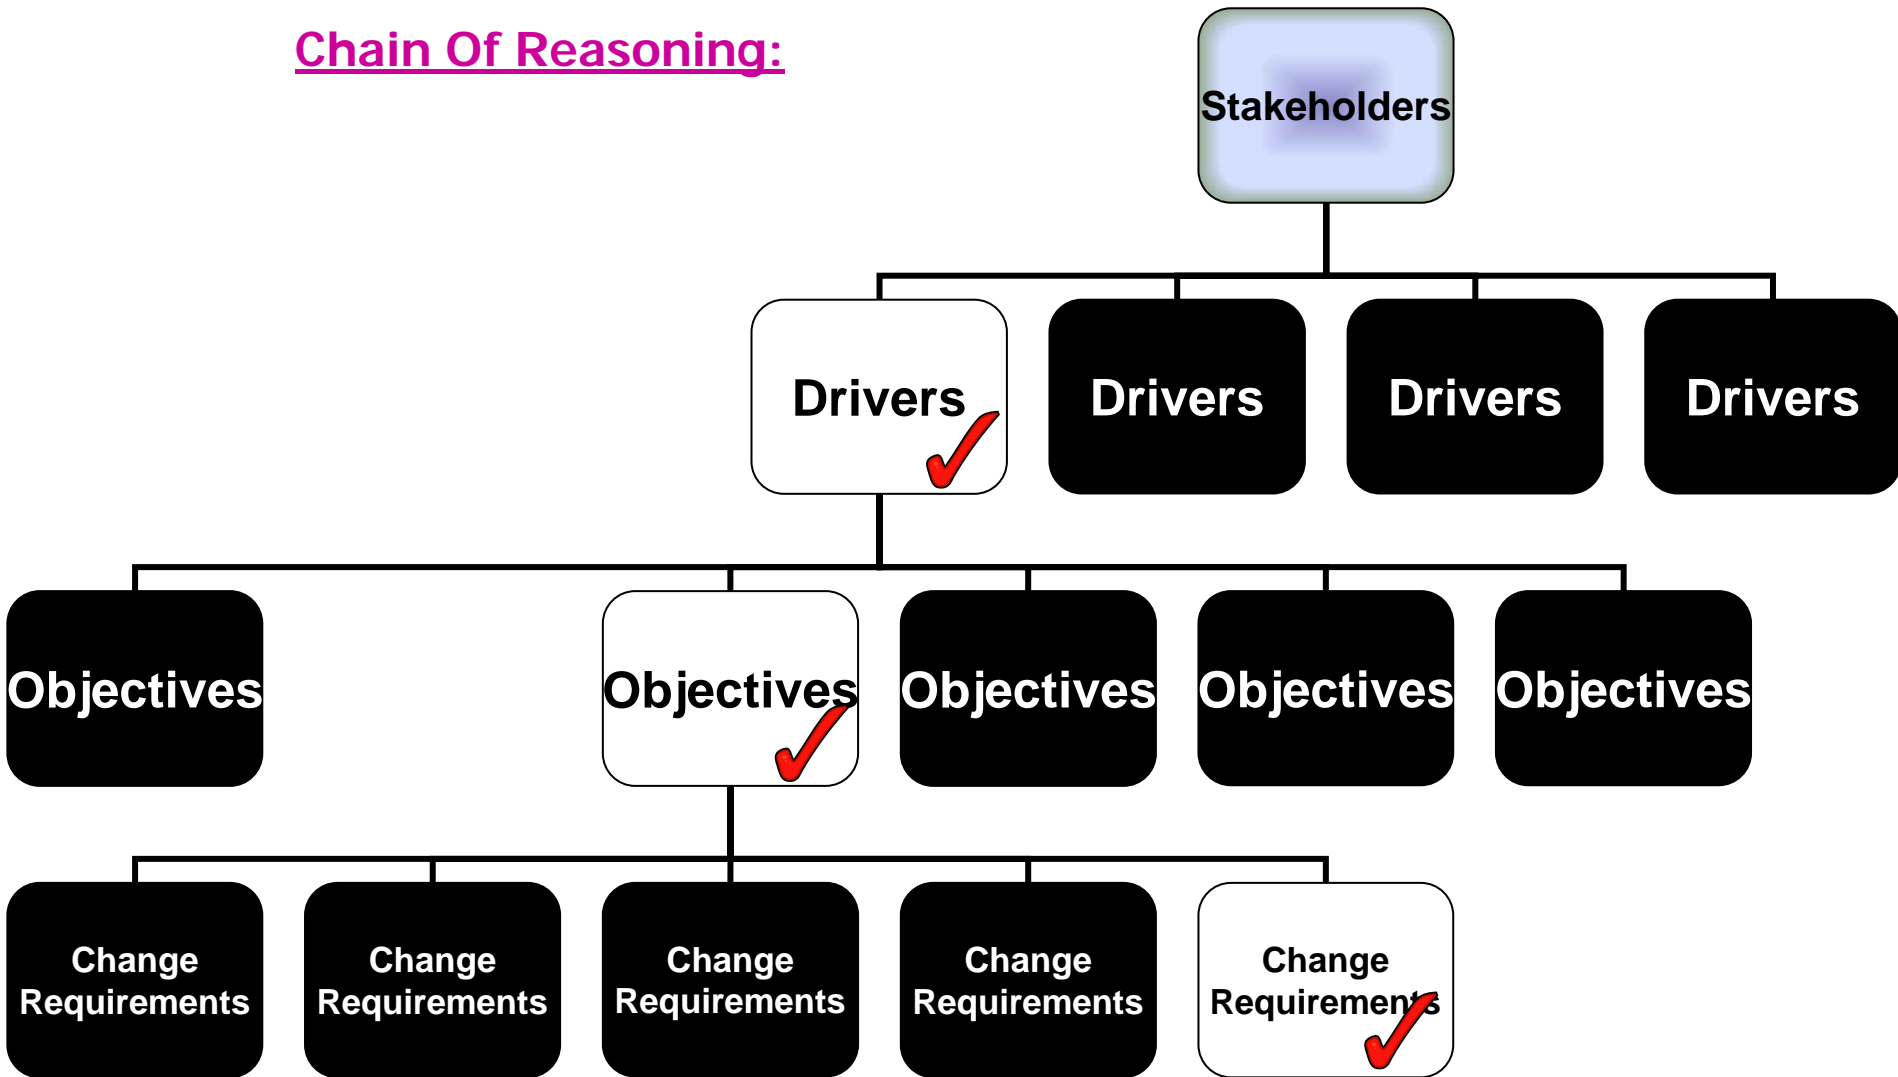 Chain Of Reasoning:
Stakeholders
Drivers
Drivers
Drivers
Drivers
Objectives
Objectives
Objectives
Objectives
Objectives
Change
Requirements
Change
Requirements
Change
Requirements
Change
Requirements
Change
Requirements